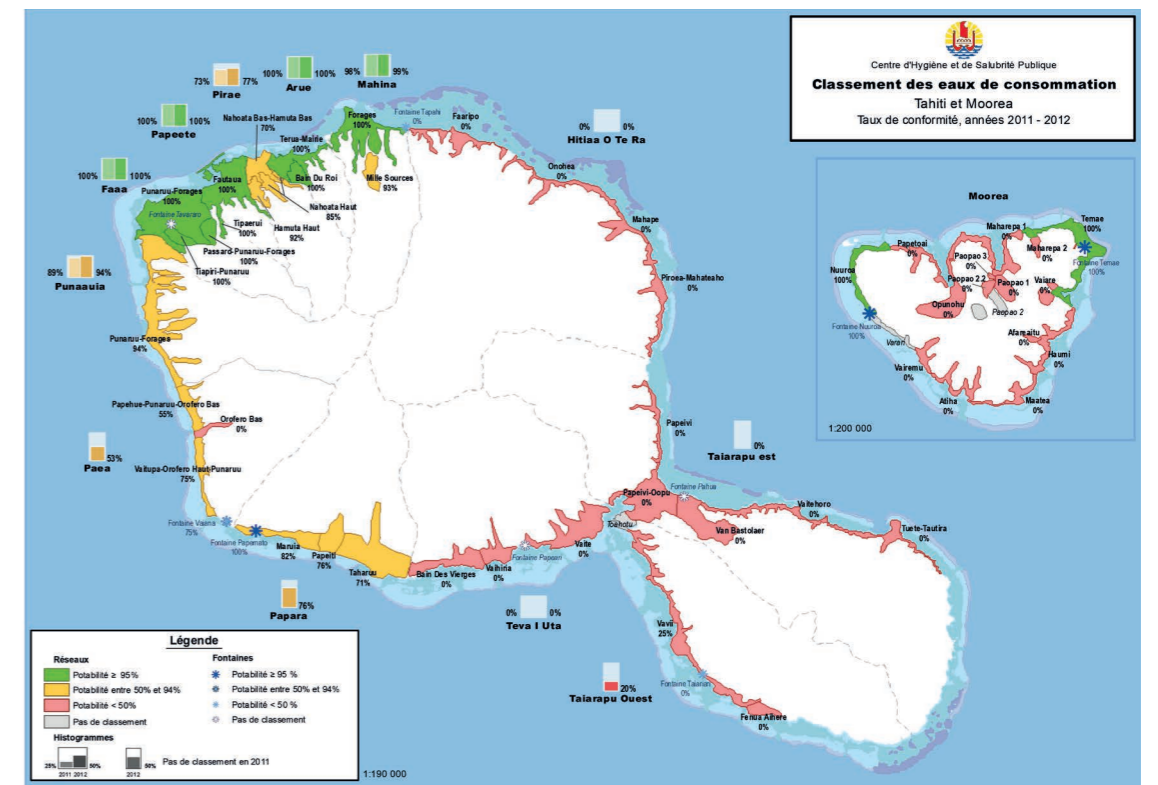 Centre d'Hygiène et de Salubrité Publique
Classement des eaux de consommation
Tahiti et Moorea
Taux de conformité, années 2011 - 2012
73% 77%
Pirae
100% 100%
Arue
98% 99%
Mahina
100% 100%
Papeete
100% 100%
Faaa
89% 94%
Punaauia
53%
Paea
76%
Papara
0% 0%
Teva I Uta
20%
Taiarapu Ouest
0%
Taiarapu est
0% 0%
Hitiaa O Te Ra
Nahoata Bas-Hamuta Bas
70%
Terua-Mairie
100%
Forages
100%
Fontaine Tapahi
0%
Faaripo
0%
Onohea
0%
Mahape
0%
Piroea-Mahateaho
0%
Papeivi
0%
Fautaua
100%
Bain Du Roi
100%
Mille Sources
93%
Punaruu-Forages
100%
Fontaine Tavararo
Nahoata Haut
85%
Tipaerui
100%
Hamuta Haut
92%
Passard-Punaruu-Forages
100%
Tiapiri-Punaruu
100%
Punaruu-Forages
94%
Papehue-Punaruu-Orofero Bas
55%
Orofero Bas
0%
Vaitupa-Orofero Haut-Punaruu
75%
Fontaine Vaiana
75%
Fontaine Papemato
100%
Maruia
82%
Papeiti
76%
Taharuu
71%
Bain Des Vierges
0%
Vaihiria
0%
Vaite
0%
Toahotu
Papeivi-Oopu
0%
Fontaine Pahua
Van Bastolaer
0%
Vaitehoro
0%
Tuete-Tautira
0%
Vavii
25%
0%
Fenua Aihere
0%
Moorea
Temae
100%
Maharepa 1
0%
Maharepa 2
0%
Fontaine Temae
100%
Papetoai
0%
Paopao 3
0%
Paopao 2.2
0%
Paopao 1
0%
Vaiare
0%
Nuuroa
100%
Opunohu
0%
Paopao 2
Fontaine Nuuroa
100%
Varari
Afareaitu
0%
Haumi
0%
Vairemu
0%
Atiha
0%
Maatea
0%
1:200 000
Légende
Réseaux
Potabilité ≥ 95%
Potabilité entre 50% et 94%
Potabilité < 50%
Pas de classement
Fontaines
Potabilité ≥ 95 %
Potabilité entre 50% et 94%
Potabilité < 50 %
Pas de classement
Histogrammes
25% 50%
2011 2012
50%
2012
Pas de classement en 2011
1:190 000